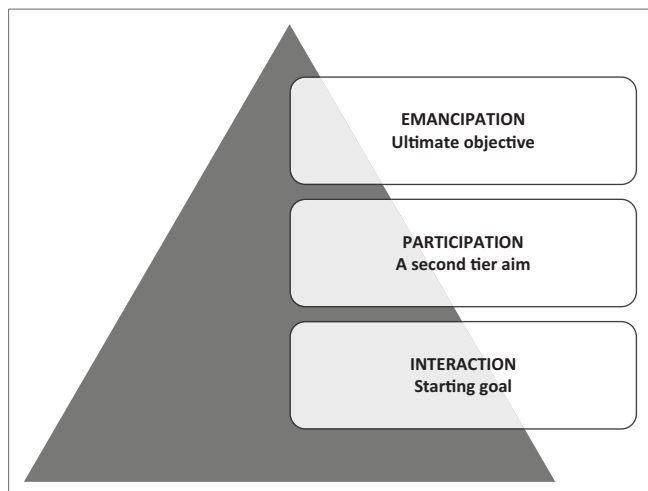 EMANCIPATION
Ultimate objective
PARTICIPATION
A second tier aim
INTERACTION
Starting goal